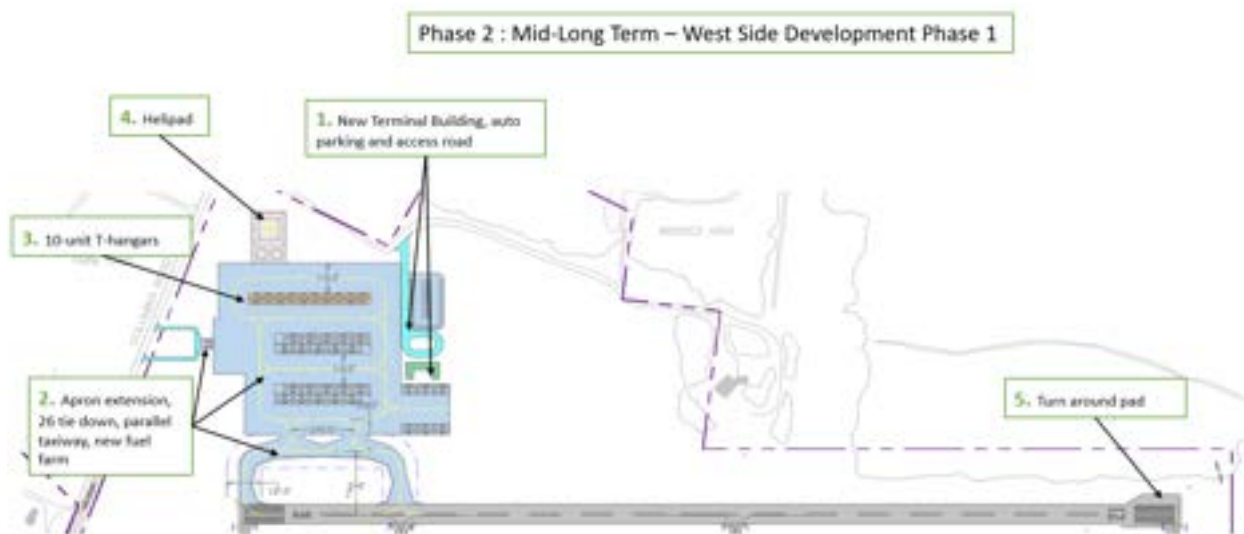 Phase 2 : Mid-Long Term – West Side Development Phase 1
4. Helipad
1. New Terminal Building, auto
parking and access road
3. 10-unit T-hangars
2. Apron extension,
26 tie down, parallel
taxiway, new fuel
farm
5. Turn around pad